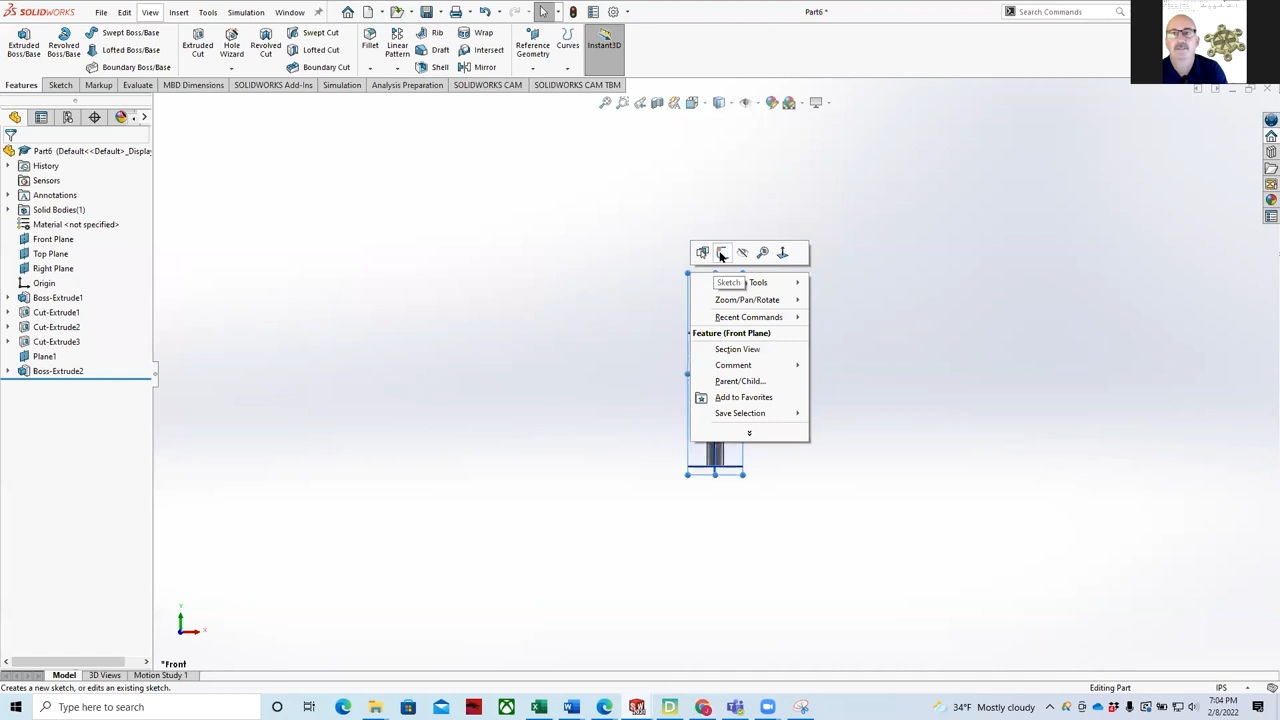 SOLIDWORKS File Edit View Insert Tools Simulation Window Part6 * Search Commands
Extruded Boss/Base Revolved Boss/Base Swept Boss/Base Lofted Boss/Base Boundary Boss/Base Extruded Cut Hole Wizard Revolved Cut Swept Cut Lofted Cut Boundary Cut Fillet Linear Pattern Rib Draft Shell Wrap Intersect Mirror Reference Geometry Curves Instant3D
Features Sketch Markup Evaluate MBD Dimensions SOLIDWORKS Add-Ins Simulation Analysis Preparation SOLIDWORKS CAM SOLIDWORKS CAM TBM
Part6 (Default<<Default>_Display
History
Sensors
Annotations
Solid Bodies(1)
Material <not specified>
Front Plane
Top Plane
Right Plane
Origin
Boss-Extrude1
Cut-Extrude1
Cut-Extrude2
Cut-Extrude3
Plane1
Boss-Extrude2
Sketch Tools
Zoom/Pan/Rotate
Recent Commands
Feature (Front Plane)
Section View
Comment
Parent/Child...
Add to Favorites
Save Selection
Y
X
*Front
Model 3D Views Motion Study 1
Creates a new sketch, or edits an existing sketch. Editing Part IPS
Type here to search 34°F Mostly cloudy 7:04 PM
2/8/2022